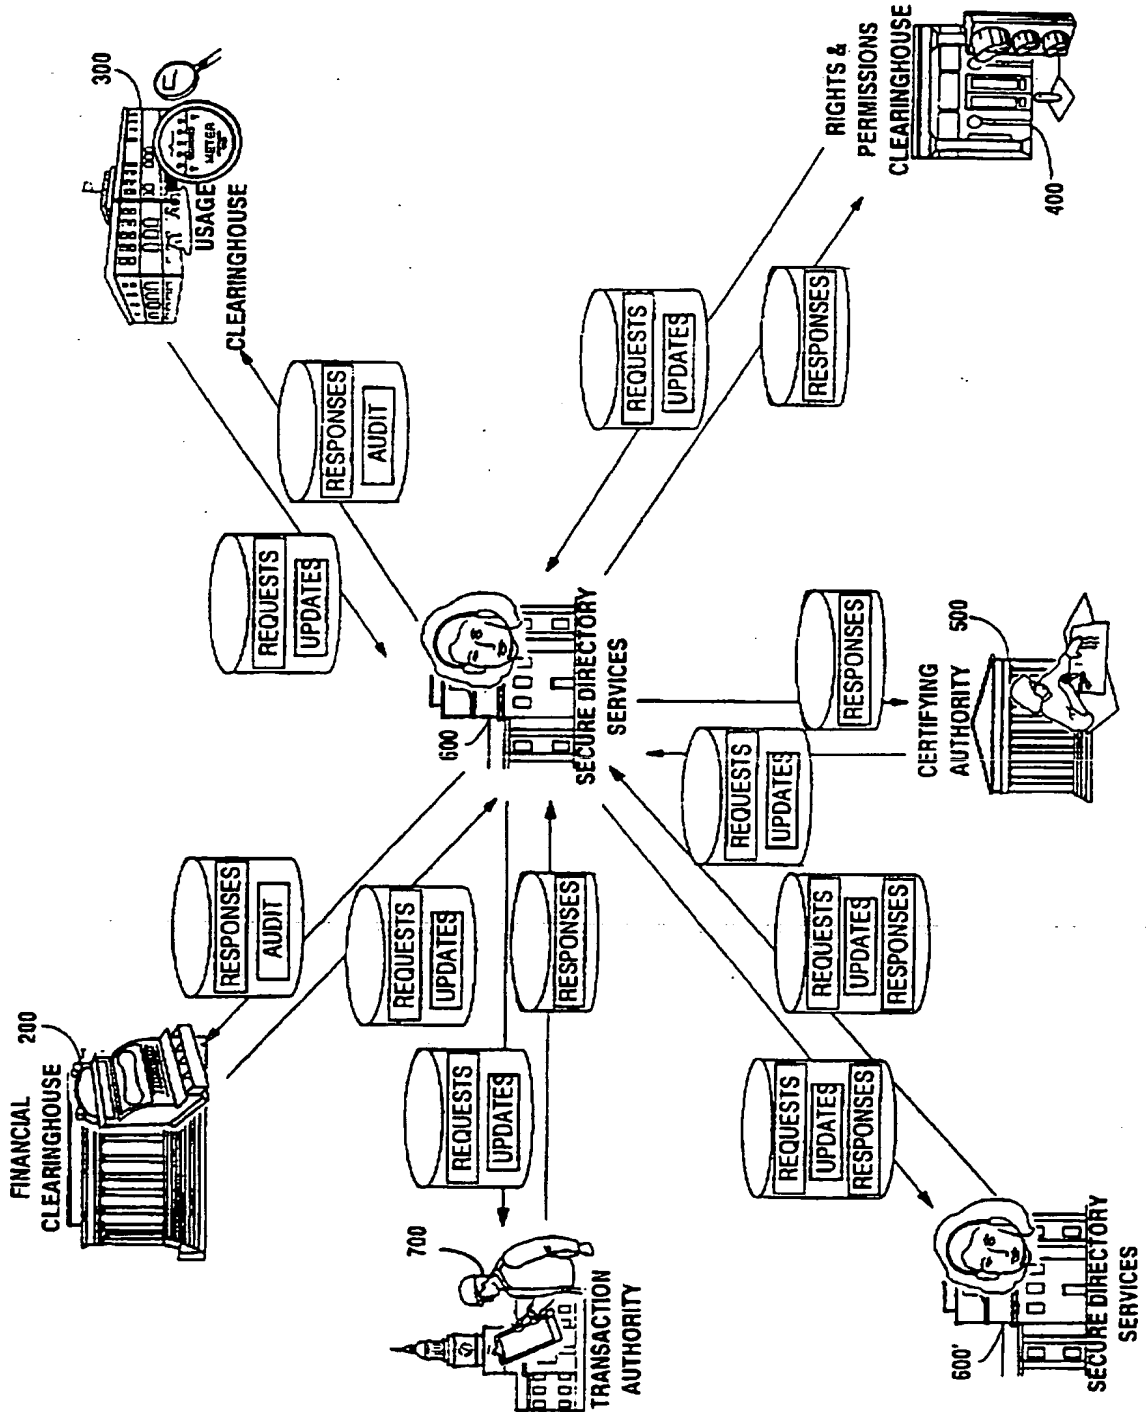 FINANCIAL
CLEARINGHOUSE
200
300
METER
USAGE
CLEARINGHOUSE
RESPONSES
AUDIT
REQUESTS
UPDATES
RESPONSES
AUDIT
REQUESTS
UPDATES
700
TRANSACTION
AUTHORITY
REQUESTS
UPDATES
RESPONSES
600
SECURE DIRECTORY
SERVICES
REQUESTS
UPDATES
RESPONSES
RIGHTS &
PERMISSIONS
CLEARINGHOUSE
400
REQUESTS
UPDATES
RESPONSES
REQUESTS
UPDATES
RESPONSES
REQUESTS
UPDATES
RESPONSES
CERTIFYING
AUTHORITY
500
600'
SECURE DIRECTORY
SERVICES